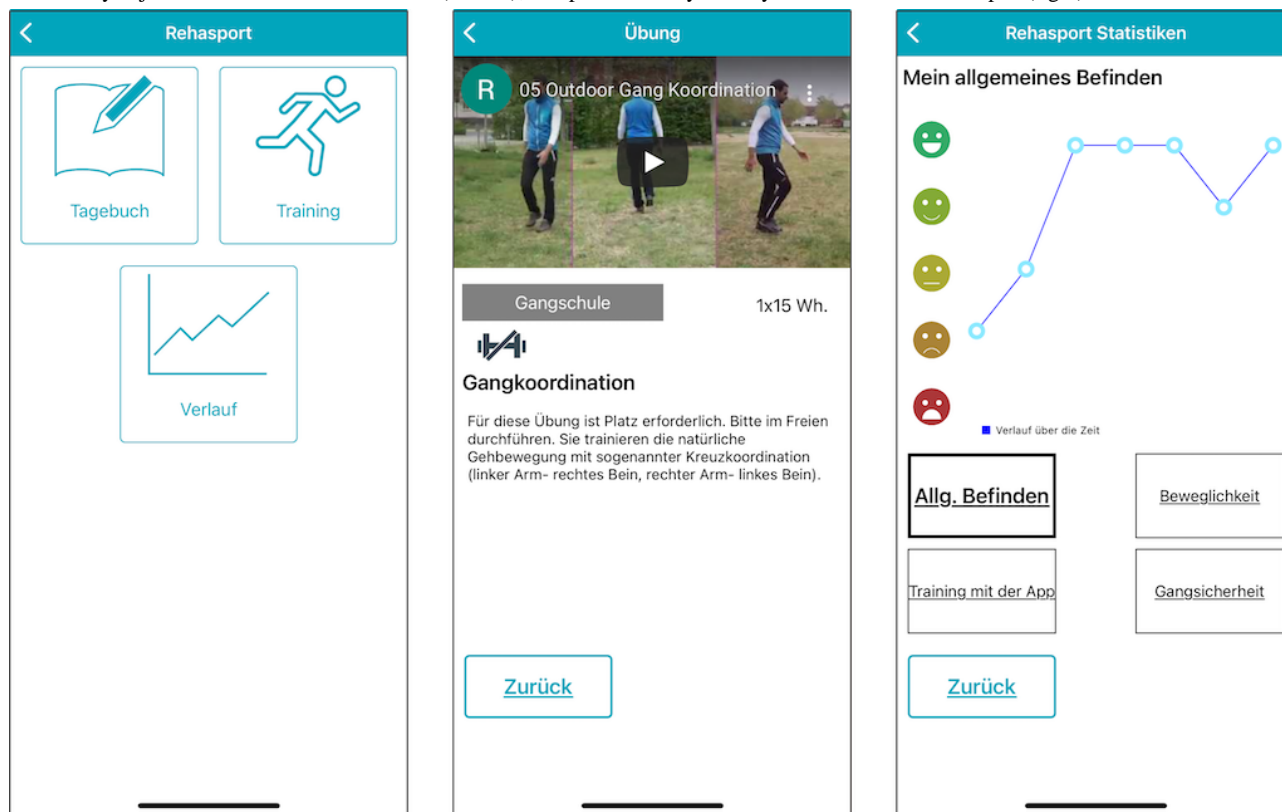 Rehasport
Tagebuch
Training
Verlauf
Übung
R
05 Outdoor Gang Koordination
Gangschule
1x15 Wh.
Gangkoordination
Für diese Übung ist Platz erforderlich. Bitte im Freien
durchführen. Sie trainieren die natürliche
Gehbewegung mit sogenannter Kreuzkoordination
(linker Arm- rechtes Bein, rechter Arm- linkes Bein).
Zurück
Rehasport Statistiken
Mein allgemeines Befinden
Verlauf über die Zeit
Allg. Befinden
Beweglichkeit
Training mit der App
Gangsicherheit
Zurück